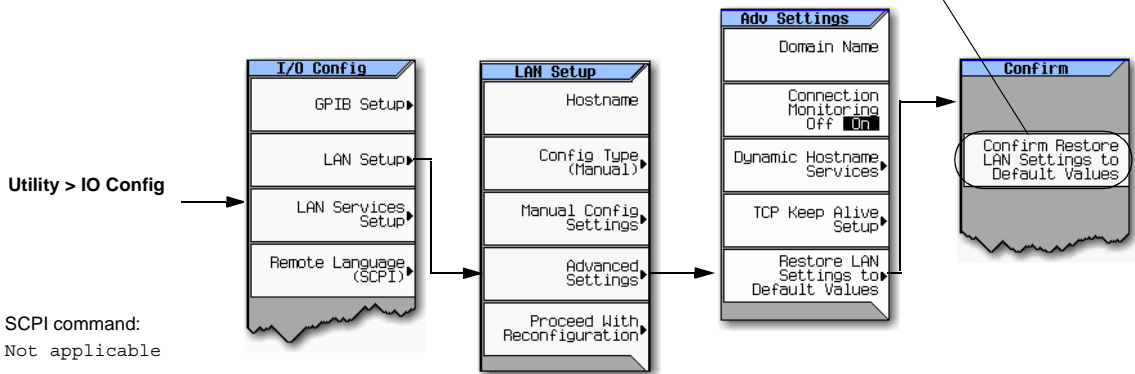 Utility > IO Config
SCPI command:
Not applicable
I/O Config
GPIB Setup
LAN Setup
LAN Services
Setup
Remote Language
(SCPI)
LAN Setup
Hostname
Config Type
(Manual)
Manual Config
Settings
Advanced
Settings
Proceed With
Reconfiguration
Adv Settings
Domain Name
Connection
Monitoring
Off On
Dynamic Hostname
Services
TCP Keep Alive
Setup
Restore LAN
Settings to
Default Values
Confirm
Confirm Restore
LAN Settings to
Default Values